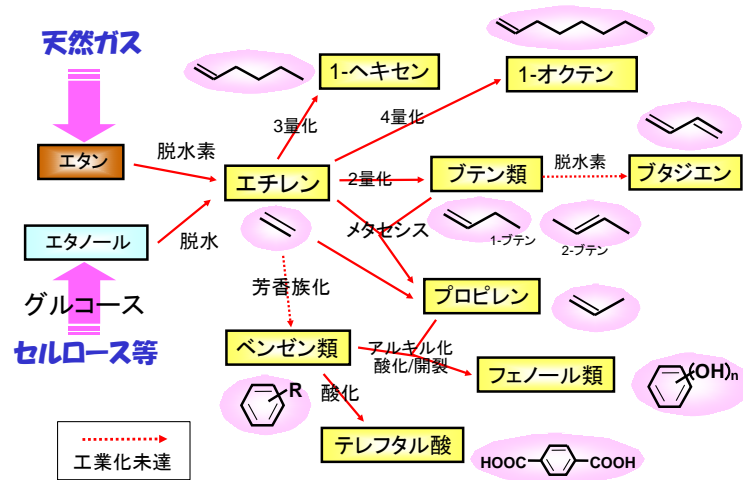 天然ガス
1-ヘキセン
1-オクテン
3量化
4量化
脱水素
エタン
エチレン
2量化
ブテン類
脱水素
ブタジエン
エタノール
脱水
メタセシス
1-ブテン
2-ブテン
グルコース
セルロース等
芳香族化
プロピレン
ベンゼン類
アルキル化
酸化/開裂
フェノール類
R
酸化
(OH)n
テレフタル酸
HOOC
COOH
工業化未達